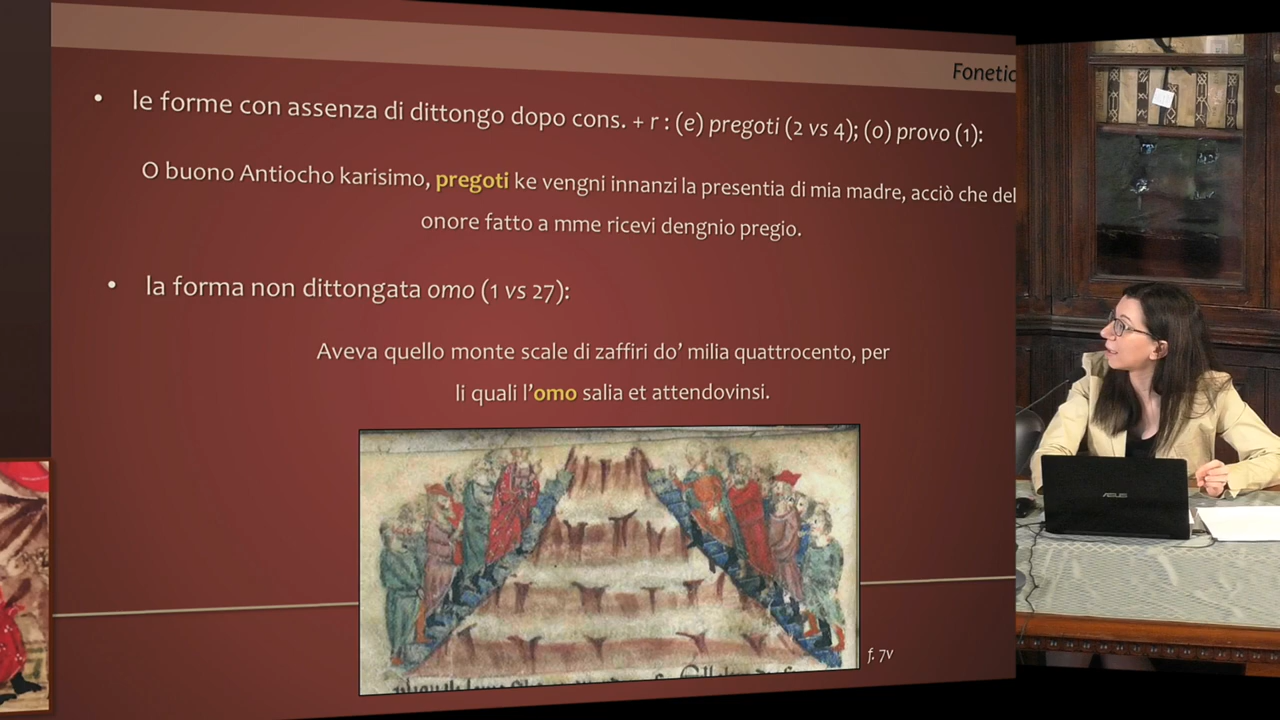 Fonetic
• le forme con assenza di dittongo dopo cons. + r : (e) pregoti (2 vs 4); (o) provo (1):
O buono Antiocho karisimo, pregoti ke vengni innanzi la presentia di mia madre, acciò che del
onore fatto a mme ricevi dengnio pregio.
• la forma non dittongata omo (1 vs 27):
Aveva quello monte scale di zaffiri do’ milia quattrocento, per
li quali l’omo salia et attendovinsi.
f. 7v
ASUS